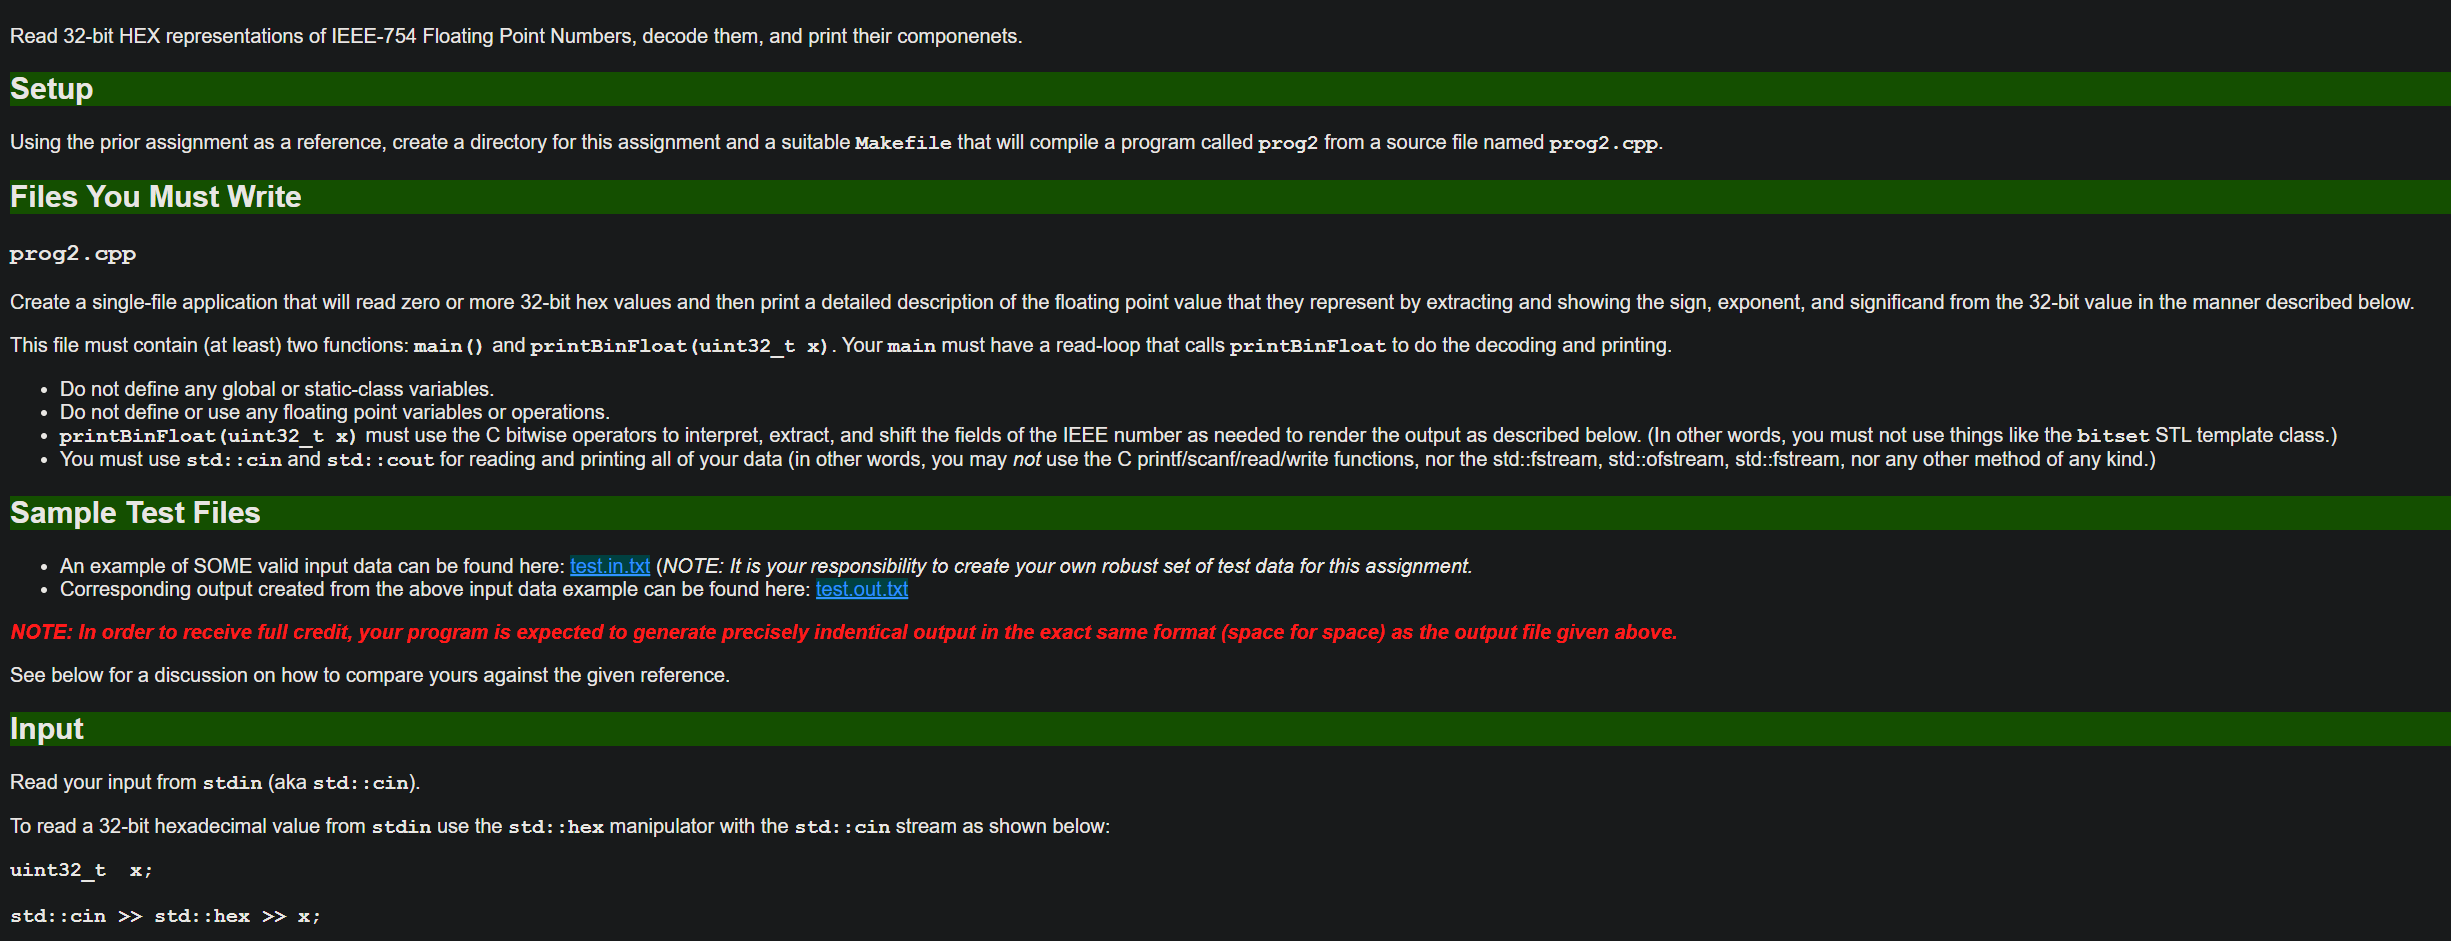 Read 32-bit HEX representations of IEEE-754 Floating Point Numbers, decode them, and print their componenets.
Setup
Using the prior assignment as a reference, create a directory for this assignment and a suitable Makefile that will compile a program called prog2 from a source file named prog2.cpp.
Files You Must Write
prog2.cpp
Create a single-file application that will read zero or more 32-bit hex values and then print a detailed description of the floating point value that they represent by extracting and showing the sign, exponent, and significand from the 32-bit value in the manner described below.
This file must contain (at least) two functions: main() and printBinFloat(uint32_t x). Your main must have a read-loop that calls printBinFloat to do the decoding and printing.
• Do not define any global or static-class variables.
• Do not define or use any floating point variables or operations.
• printBinFloat(uint32_t x) must use the C bitwise operators to interpret, extract, and shift the fields of the IEEE number as needed to render the output as described below. (In other words, you must not use things like the bitset STL template class.)
• You must use std::cin and std::cout for reading and printing all of your data (in other words, you may not use the C printf/scanf/read/write functions, nor the std::fstream, std::ofstream, std::fstream, nor any other method of any kind.)
Sample Test Files
• An example of SOME valid input data can be found here: test.in.txt (NOTE: It is your responsibility to create your own robust set of test data for this assignment.
• Corresponding output created from the above input data example can be found here: test.out.txt
NOTE: In order to receive full credit, your program is expected to generate precisely indentical output in the exact same format (space for space) as the output file given above.
See below for a discussion on how to compare yours against the given reference.
Input
Read your input from stdin (aka std::cin).
To read a 32-bit hexadecimal value from stdin use the std::hex manipulator with the std::cin stream as shown below:
uint32_t  x;
std::cin >> std::hex >> x;